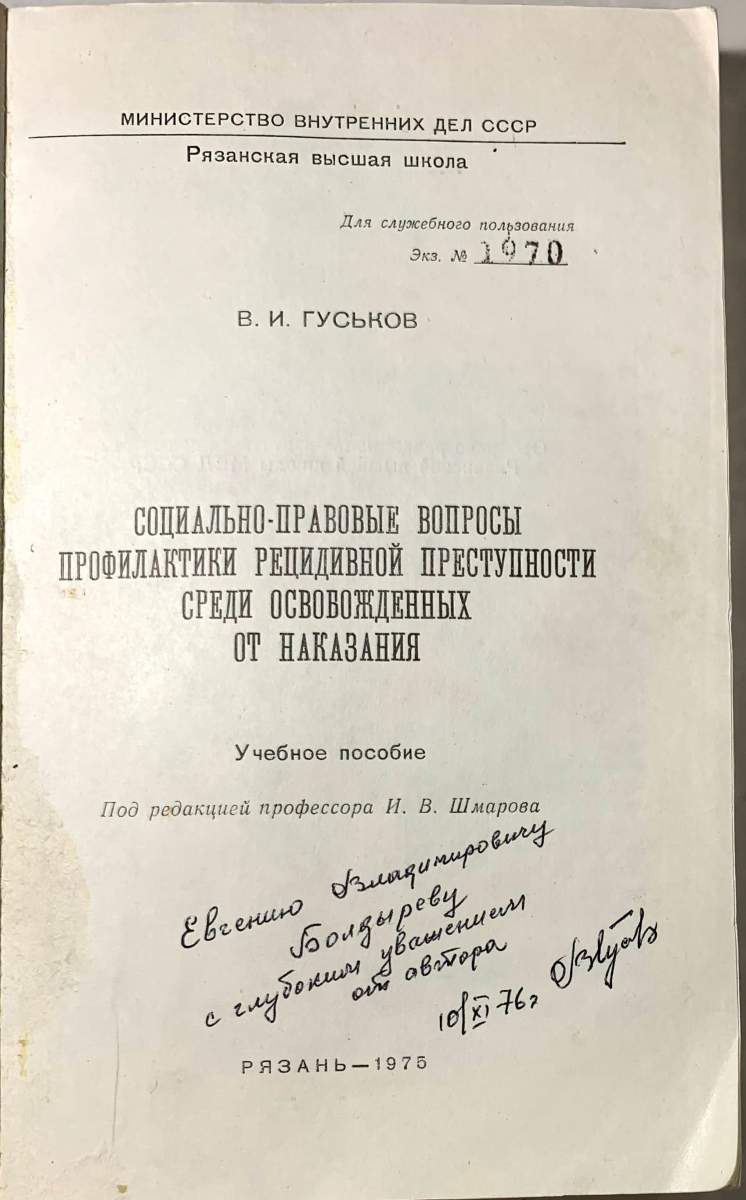 МИНИСТЕРСТВО ВНУТРЕННИХ ДЕЛ СССР
Рязанская высшая школа
Для служебного пользования
Экз. № 1970
В. И. ГУСЬКОВ
СОЦИАЛЬНО-ПРАВОВЫЕ ВОПРОСЫ
ПРОФИЛАКТИКИ РЕЦИДИВНОЙ ПРЕСТУПНОСТИ
СРЕДИ ОСВОБОЖДЕННЫХ
ОТ НАКАЗАНИЯ
Учебное пособие
Под редакцией профессора И. В. Шмарова
Евгению Владимировичу
Болдыреву
с глубоким уважением
от автора
10/XI 76г
РЯЗАНЬ—1975